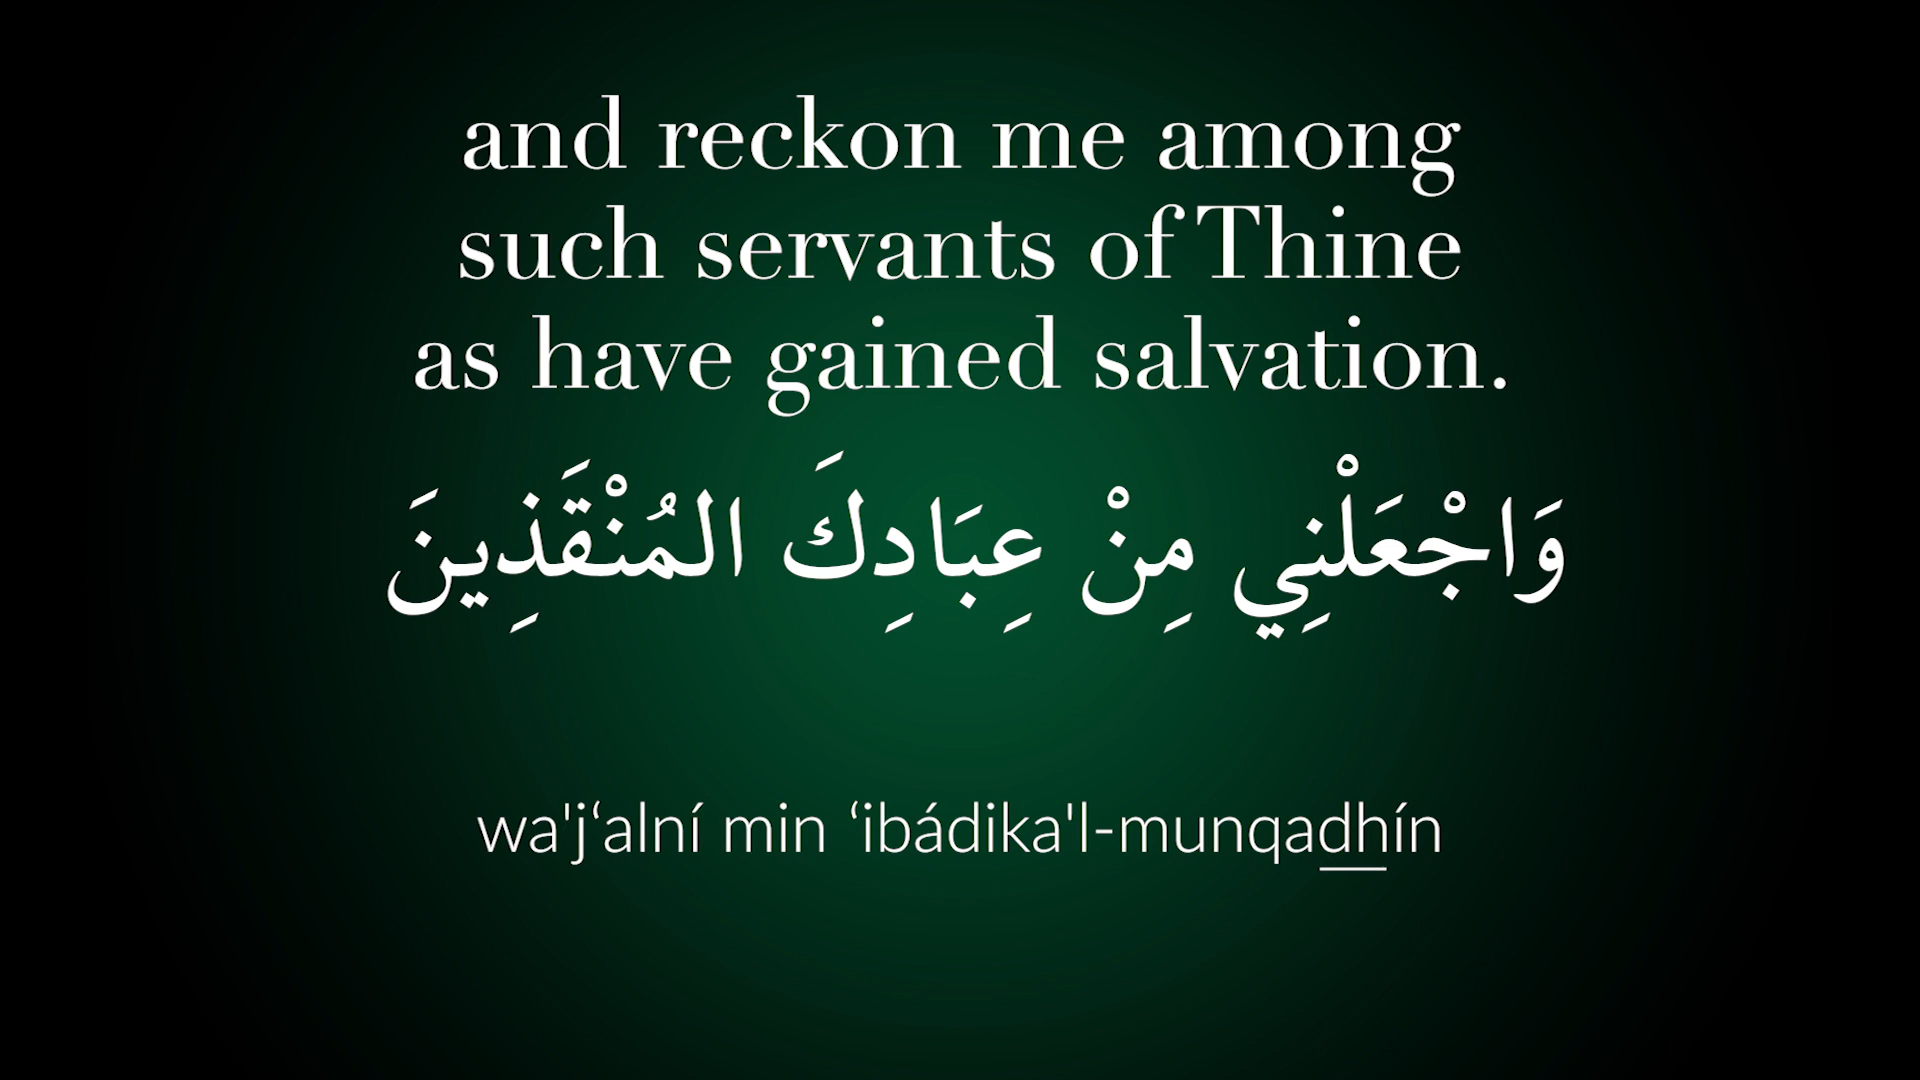 and reckon me among
such servants of Thine
as have gained salvation.
وَاجْعَلْنِي مِنْ عِبَادِكَ المُنْقَذِينَ
wa'j‘alní min ‘ibádika'l-munqadhín